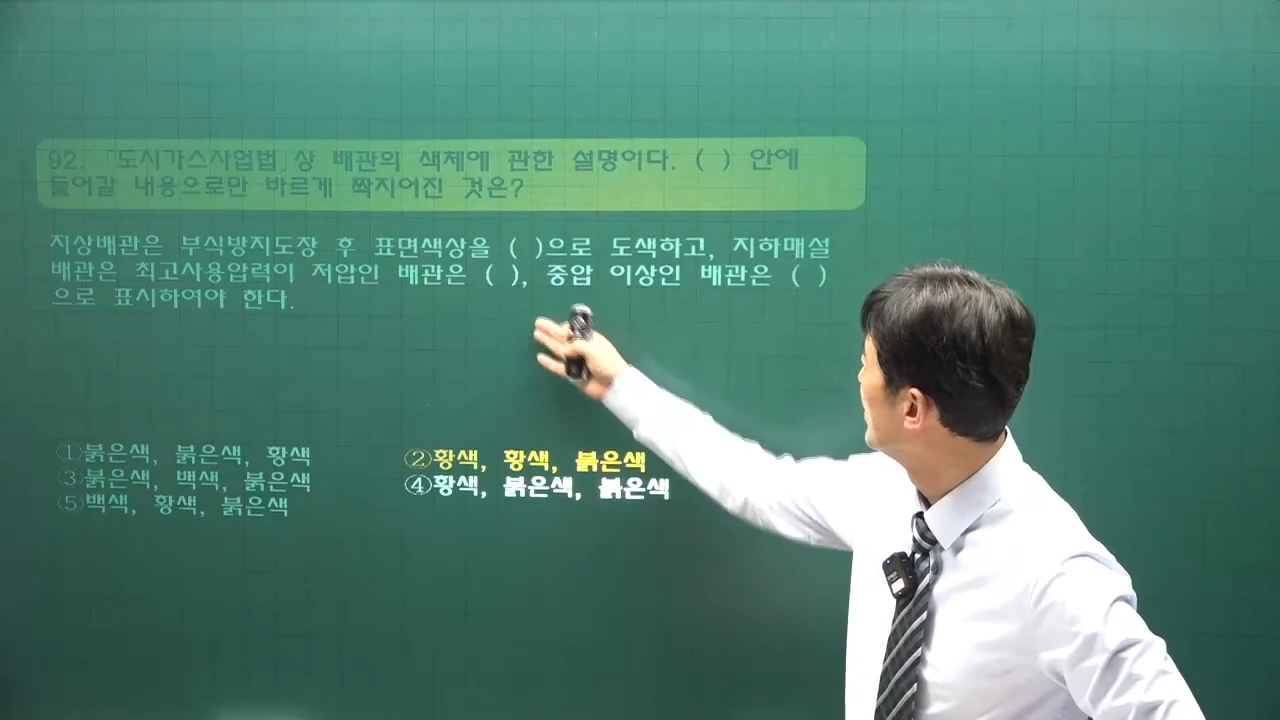 92. 「도시가스사업법」상 배관의 색체에 관한 설명이다. ( ) 안에
들어갈 내용으로만 바르게 짝지어진 것은?
지상배관은 부식방지도장 후 표면색상을 ( )으로 도색하고, 지하매설
배관은 최고사용압력이 저압인 배관은 ( ), 중압 이상인 배관은 ( )
으로 표시하여야 한다.
①붉은색, 붉은색, 황색
②황색, 황색, 붉은색
③붉은색, 백색, 붉은색
④황색, 붉은색, 붉은색
⑤백색, 황색, 붉은색